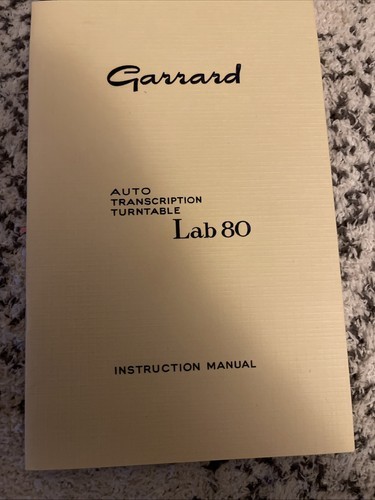 Garrard
AUTO
TRANSCRIPTION
TURNTABLE
Lab 80
INSTRUCTION MANUAL